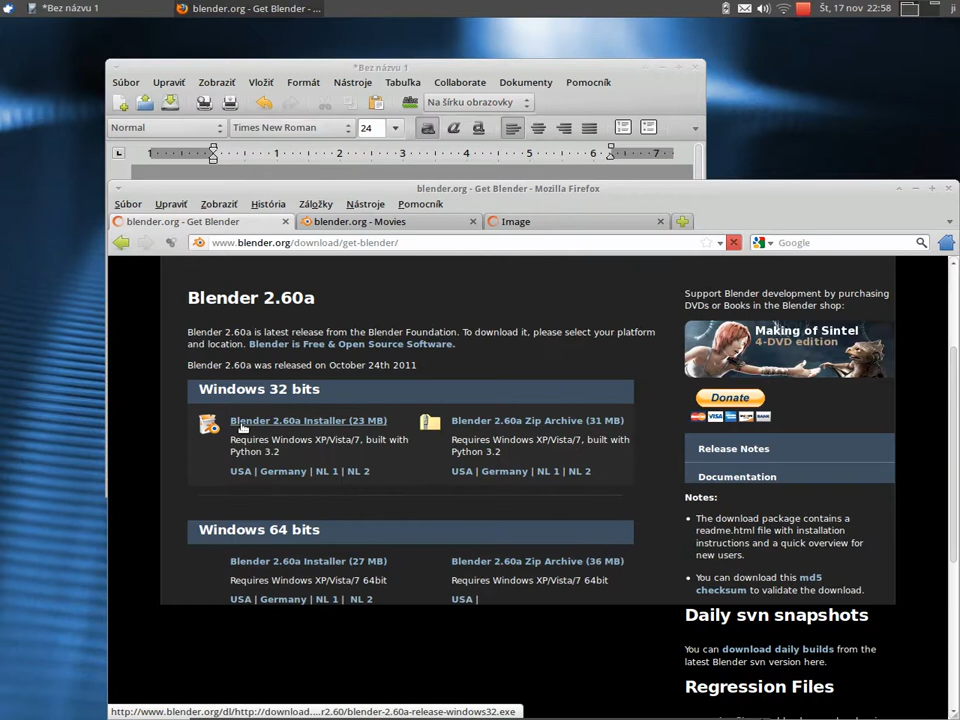 *Bez názvu 1
blender.org - Get Blender - ...
Št, 17 nov 22:58
ji
*Bez názvu 1
Súbor Upraviť Zobraziť Vložiť Formát Nástroje Tabuľka Collaborate Dokumenty Pomocník
Na šírku obrazovky
Normal Times New Roman 24
1 1 2 3 4 5 6 7
blender.org - Get Blender - Mozilla Firefox
Súbor Upraviť Zobraziť História Záložky Nástroje Pomocník
blender.org - Get Blender blender.org - Movies Image
www.blender.org/download/get-blender/ Google
Blender 2.60a
Blender 2.60a is latest release from the Blender Foundation. To download it, please select your platform
and location. Blender is Free & Open Source Software.
Blender 2.60a was released on October 24th 2011
Windows 32 bits
Blender 2.60a Installer (23 MB)
Requires Windows XP/Vista/7, built with
Python 3.2
USA | Germany | NL 1 | NL 2
Blender 2.60a Zip Archive (31 MB)
Requires Windows XP/Vista/7, built with
Python 3.2
USA | Germany | NL 1 | NL 2
Windows 64 bits
Blender 2.60a Installer (27 MB)
Requires Windows XP/Vista/7 64bit
USA | Germany | NL 1 | NL 2
Blender 2.60a Zip Archive (36 MB)
Requires Windows XP/Vista/7 64bit
USA |
Support Blender development by purchasing
DVDs or Books in the Blender shop:
Making of Sintel
4-DVD edition
Donate
VISA
Release Notes
Documentation
Notes:
• The download package contains a
readme.html file with installation
instructions and a quick overview for
new users.
• You can download this md5
checksum to validate the download.
Daily svn snapshots
You can download daily builds from the
latest Blender svn version here.
Regression Files
http://www.blender.org/dl/http://download....r2.60/blender-2.60a-release-windows32.exe